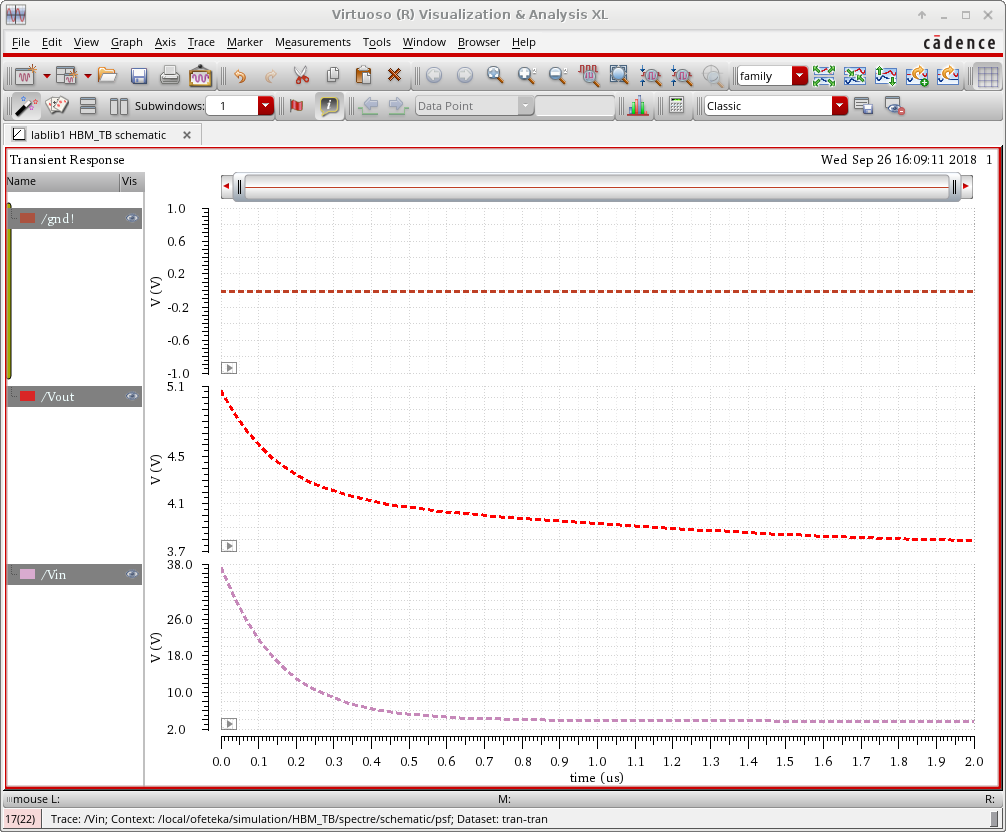 Virtuoso (R) Visualization & Analysis XL
File Edit View Graph Axis Trace Marker Measurements Tools Window Browser Help
cādence
family
Subwindows: 1
Data Point
Classic
lablib1 HBM_TB schematic
Transient Response
Wed Sep 26 16:09:11 2018 1
Name Vis
/gnd!
1.0
0.6
0.2
-0.2
-0.6
-1.0
V (V)
/Vout
5.1
4.5
4.1
3.7
V (V)
/Vin
38.0
26.0
18.0
10.0
2.0
V (V)
0.0 0.1 0.2 0.3 0.4 0.5 0.6 0.7 0.8 0.9 1.0 1.1 1.2 1.3 1.4 1.5 1.6 1.7 1.8 1.9 2.0
time (us)
mouse L: M: R:
17(22) Trace: /Vin; Context: /local/ofeteka/simulation/HBM_TB/spectre/schematic/psf; Dataset: tran-tran